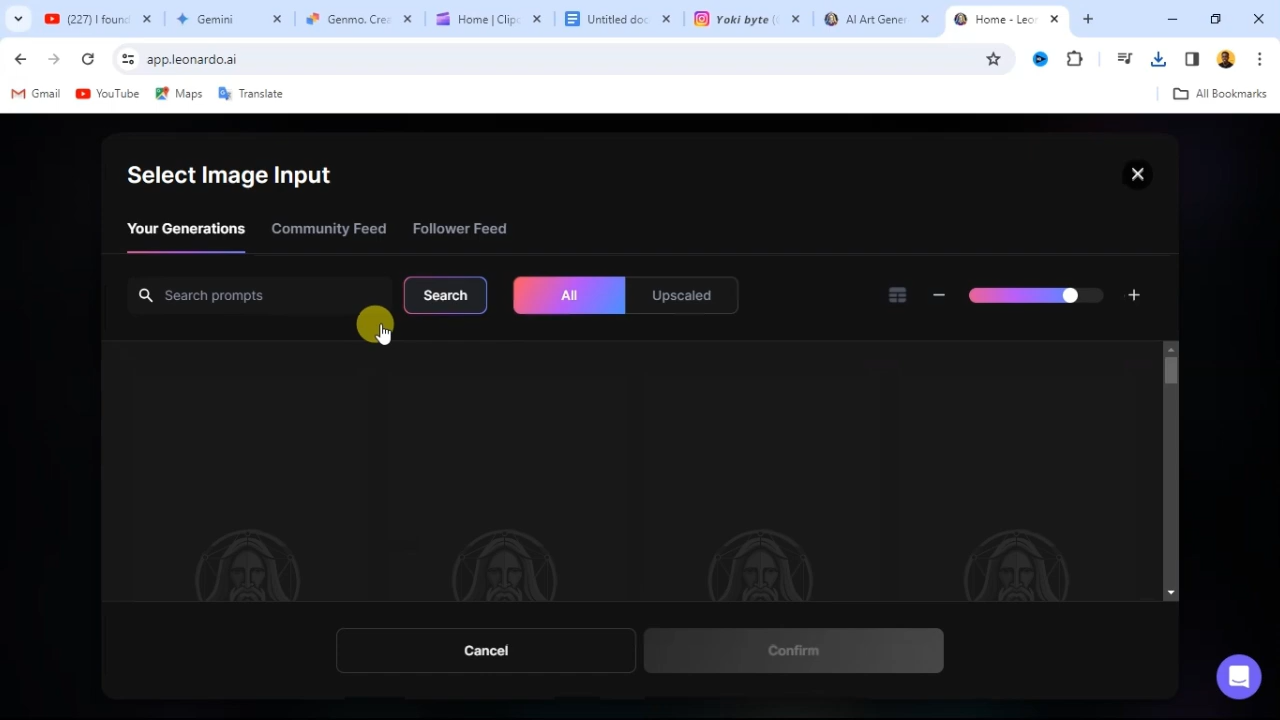 (227) I found
Gemini
Genmo. Crea
Home | Clip
Untitled doc
Yoki byte (
AI Art Gener
Home - Leor
app.leonardo.ai
Gmail
YouTube
Maps
Translate
All Bookmarks
Select Image Input
Your Generations
Community Feed
Follower Feed
Search prompts
Search
All
Upscaled
Cancel
Confirm